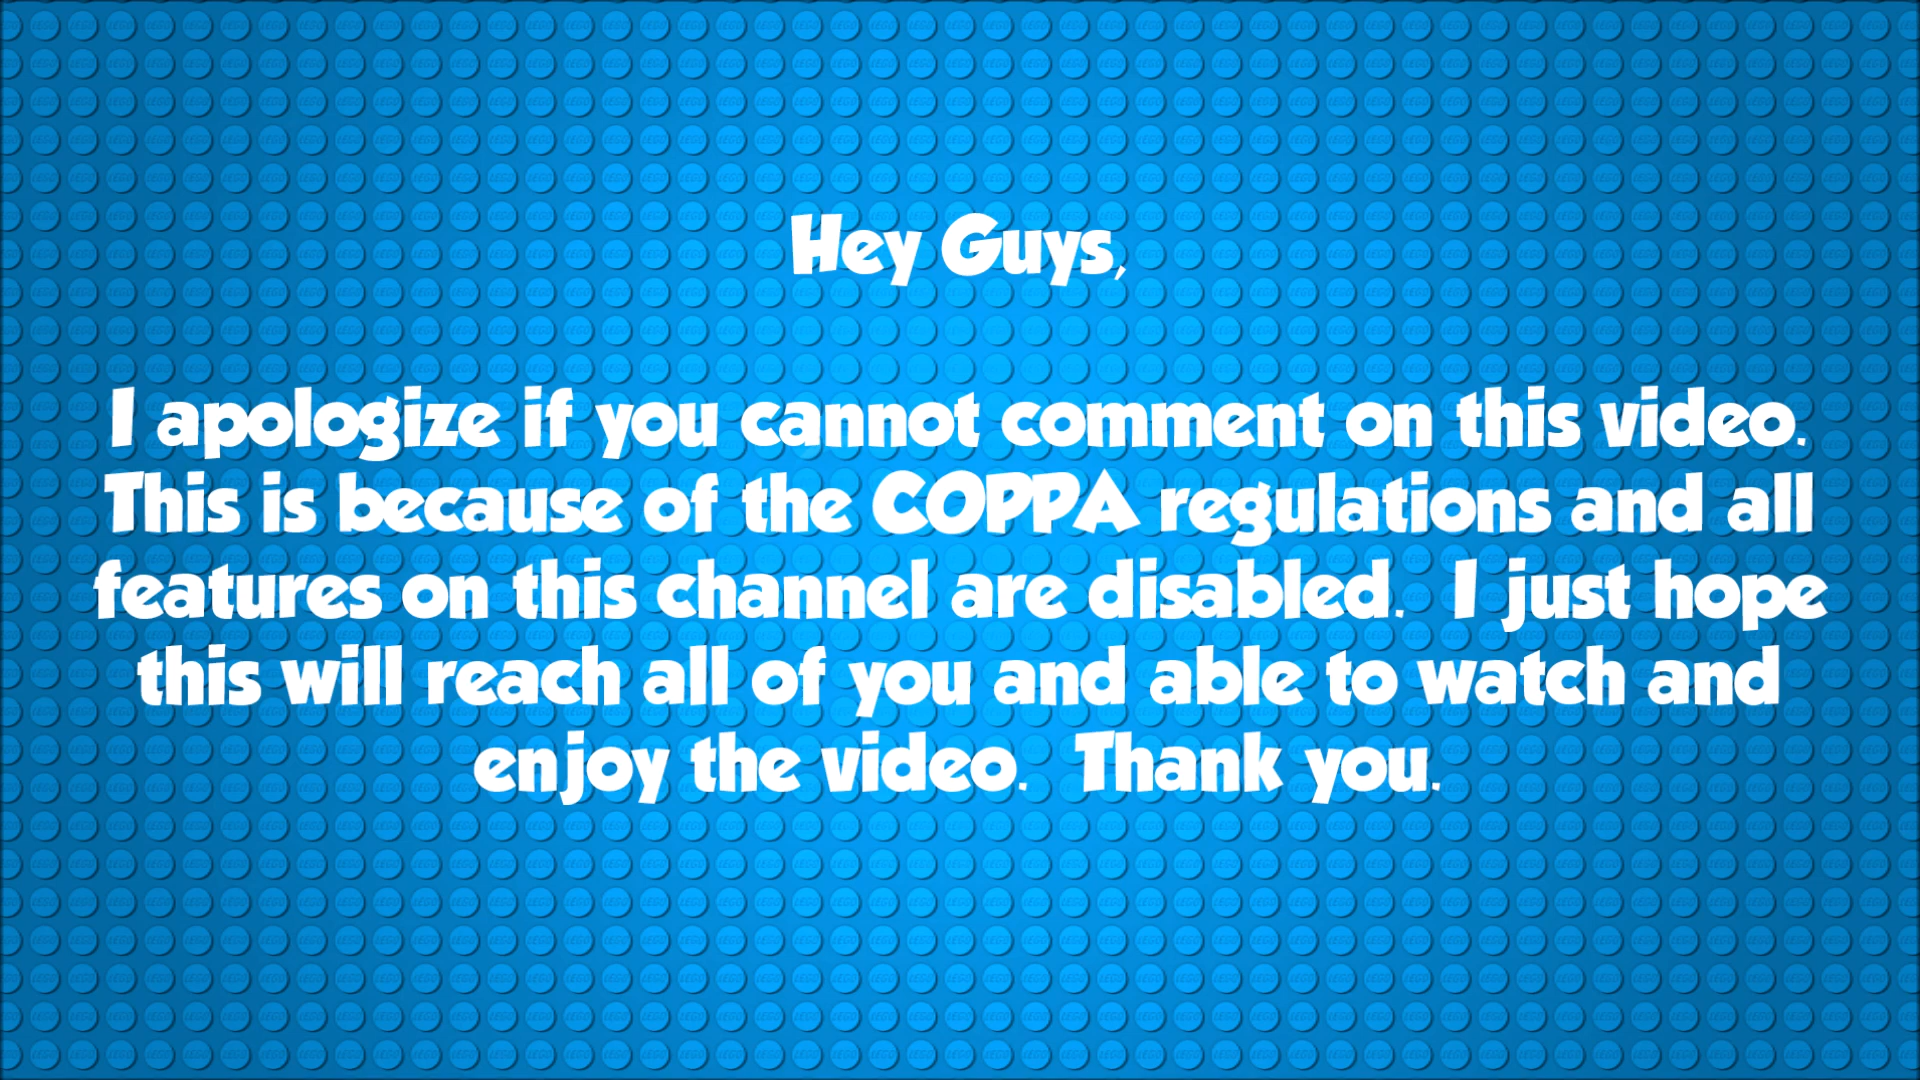 Hey Guys,
I apologize if you cannot comment on this video.
This is because of the COPPA regulations and all
features on this channel are disabled. I just hope
this will reach all of you and able to watch and
enjoy the video. Thank you.